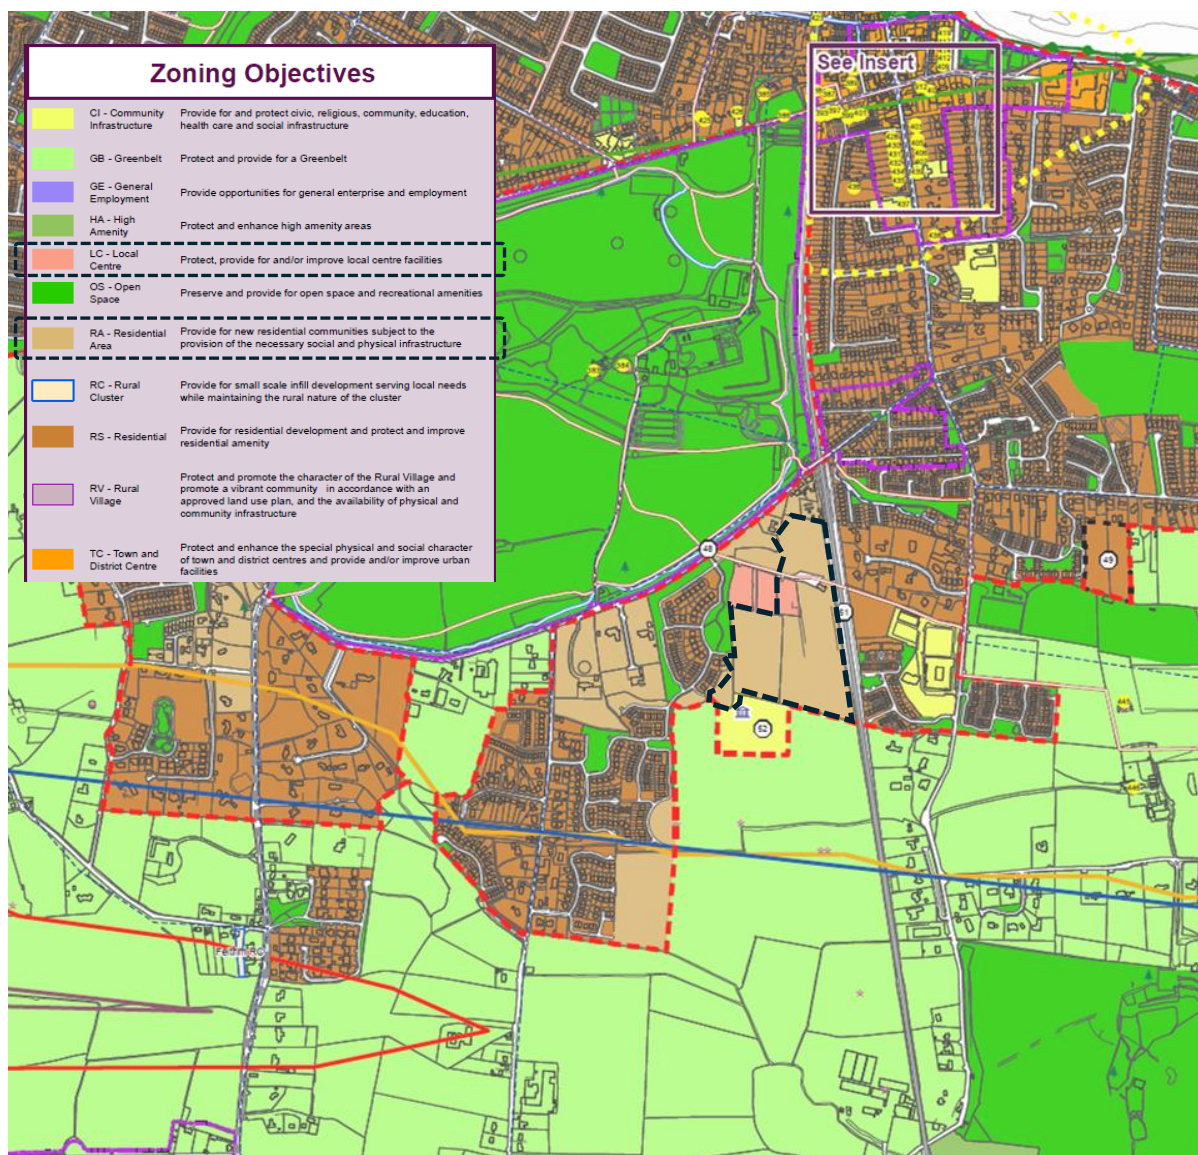 See Insert
Zoning Objectives
CI - Community
Infrastructure
Provide for and protect civic, religious, community, education,
health care and social infrastructure
GB - Greenbelt
Protect and provide for a Greenbelt
GE - General
Employment
Provide opportunities for general enterprise and employment
HA - High
Amenity
Protect and enhance high amenity areas
LC - Local
Centre
Protect, provide for and/or improve local centre facilities
OS - Open
Space
Preserve and provide for open space and recreational amenities
RA - Residential
Area
Provide for new residential communities subject to the
provision of the necessary social and physical infrastructure
RC - Rural
Cluster
Provide for small scale infill development serving local needs
while maintaining the rural nature of the cluster
RS - Residential
Provide for residential development and protect and improve
residential amenity
RV - Rural
Village
Protect and promote the character of the Rural Village and
promote a vibrant community in accordance with an
approved land use plan, and the availability of physical and
community infrastructure
TC - Town and
District Centre
Protect and enhance the special physical and social character
of town and district centres and provide and/or improve urban
facilities
385
383
384
48
49
51
52
445
446
437